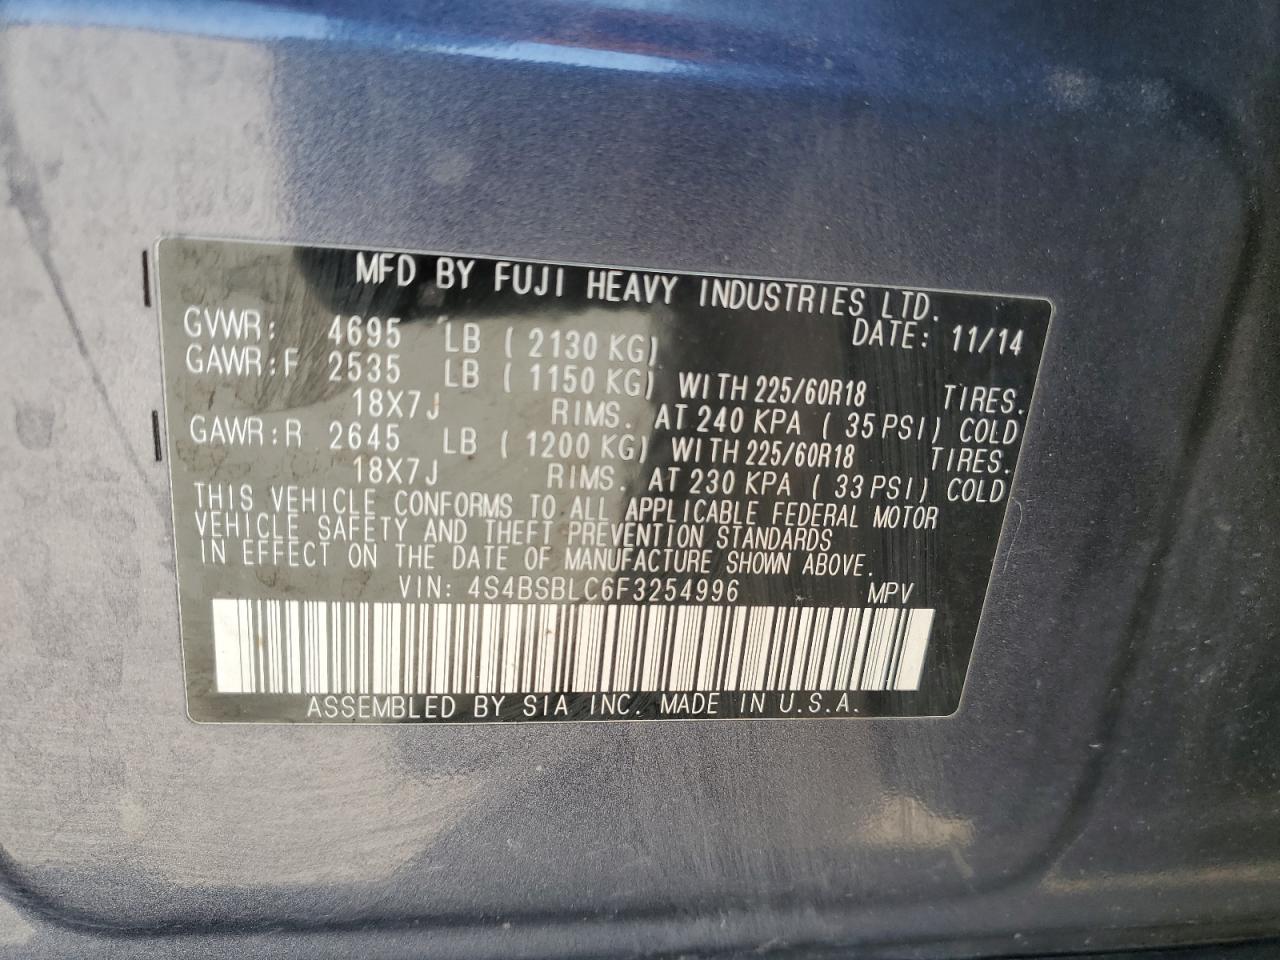 MFD BY FUJI HEAVY INDUSTRIES LTD.
GVWR: 4695 LB ( 2130 KG) DATE: 11/14
GAWR:F 2535 LB ( 1150 KG) WITH 225/60R18 TIRES.
18X7J RIMS. AT 240 KPA ( 35 PSI) COLD
GAWR:R 2645 LB ( 1200 KG) WITH 225/60R18 TIRES.
18X7J RIMS. AT 230 KPA ( 33 PSI) COLD
THIS VEHICLE CONFORMS TO ALL APPLICABLE FEDERAL MOTOR
VEHICLE SAFETY AND THEFT PREVENTION STANDARDS
IN EFFECT ON THE DATE OF MANUFACTURE SHOWN ABOVE.
VIN: 4S4BSBLC6F3254996 MPV
ASSEMBLED BY SIA INC. MADE IN U.S.A.